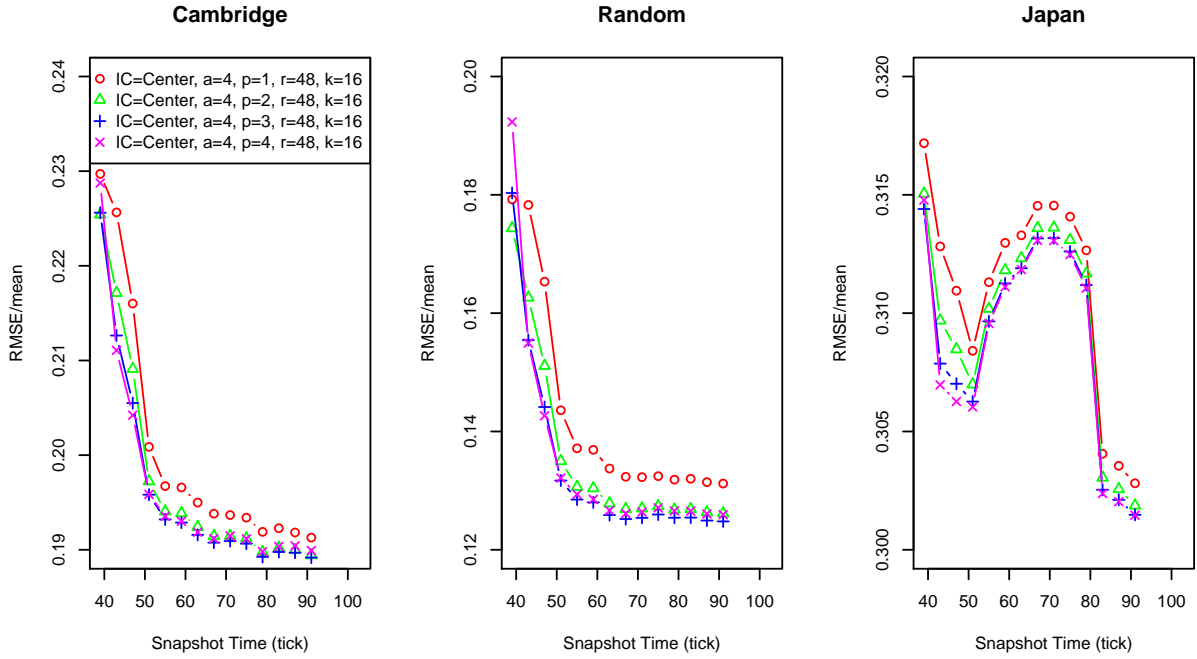 Cambridge
RMSE/mean
0.24
0.23
0.22
0.21
0.20
0.19
IC=Center, a=4, p=1, r=48, k=16
IC=Center, a=4, p=2, r=48, k=16
IC=Center, a=4, p=3, r=48, k=16
IC=Center, a=4, p=4, r=48, k=16
40 50 60 70 80 90 100
Snapshot Time (tick)
Random
RMSE/mean
0.20
0.18
0.16
0.14
0.12
40 50 60 70 80 90 100
Snapshot Time (tick)
Japan
RMSE/mean
0.320
0.315
0.310
0.305
0.300
40 50 60 70 80 90 100
Snapshot Time (tick)